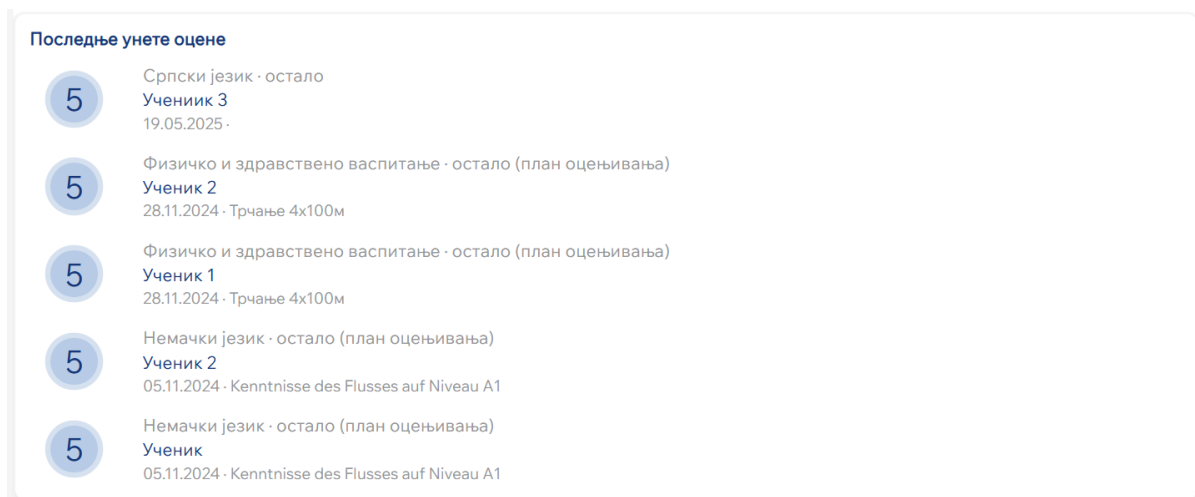 Последње унете оцене
5
Српски језик · остало
Учениик 3
19.05.2025 ·
5
Физичко и здравствено васпитање · остало (план оцењивања)
Ученик 2
28.11.2024 · Трчање 4x100м
5
Физичко и здравствено васпитање · остало (план оцењивања)
Ученик 1
28.11.2024 · Трчање 4x100м
5
Немачки језик · остало (план оцењивања)
Ученик 2
05.11.2024 · Kenntnisse des Flusses auf Niveau A1
5
Немачки језик · остало (план оцењивања)
Ученик
05.11.2024 · Kenntnisse des Flusses auf Niveau A1